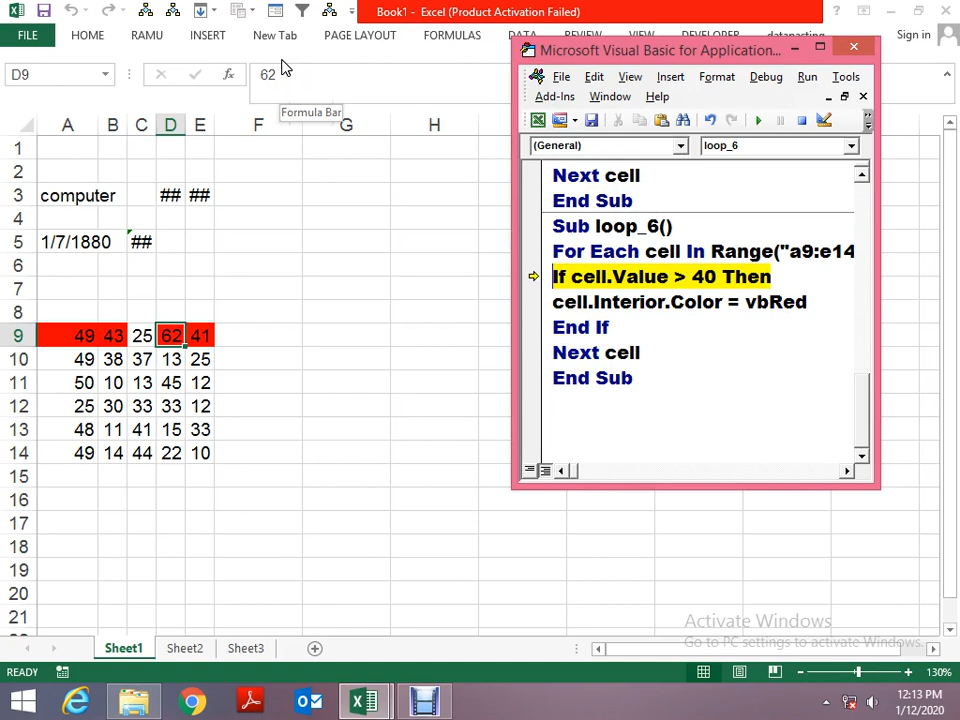 Book1 - Excel (Product Activation Failed)
FILE HOME RAMU INSERT New Tab PAGE LAYOUT FORMULAS DATA REVIEW VIEW DEVELOPER datapasting Sign in
D9 fx 62
Formula Bar
A B C D E F G H
1
2
3 computer ## ##
4
5 1/7/1880 ##
6
7
8
9 49 43 25 62 41
10 49 38 37 13 25
11 50 10 13 45 12
12 25 30 33 33 12
13 48 11 41 15 33
14 49 14 44 22 10
15
16
17
18
19
20
21
Microsoft Visual Basic for Application...
File Edit View Insert Format Debug Run Tools
Add-Ins Window Help
(General) loop_6
Next cell
End Sub
Sub loop_6()
For Each cell In Range("a9:e14
If cell.Value > 40 Then
cell.Interior.Color = vbRed
End If
Next cell
End Sub
Activate Windows
Go to PC settings to activate Windows.
Sheet1 Sheet2 Sheet3
READY 130%
12:13 PM
1/12/2020